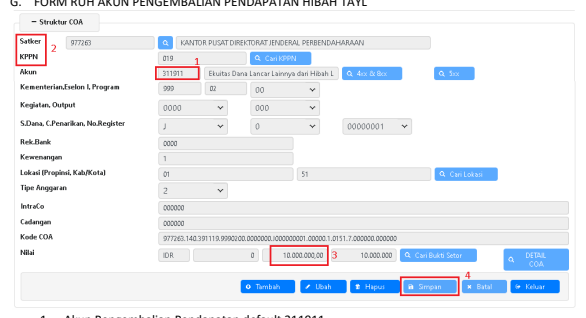 G. FORM RUH AKUN PENGEMBALIAN PENDAPATAN HIBAH TAYL
− Struktur COA
Satker 2 977263 KANTOR PUSAT DIREKTORAT JENDERAL PERBENDAHARAAN
KPPN 019 Cari KPPN
1
Akun 311911 Ekuitas Dana Lancar Lainnya dari Hibah L 4xx & 8xx 5xx
Kementerian,Eselon I, Program 999 02 00
Kegiatan, Output 0000 000
S.Dana, C.Penarikan, No.Register J 0 00000001
Rek.Bank 0000
Kewenangan 1
Lokasi (Propinsi, Kab/Kota) 01 51 Cari Lokasi
Tipe Anggaran 2
IntraCo 000000
Cadangan 000000
Kode COA 977263.140.391119.9990200.0000000.J000000001.00000.1.0151.7.000000.000000
Nilai IDR 0 10.000.000,00 3 10.000.000 Cari Bukti Setor DETAIL COA
4
Tambah Ubah Hapus Simpan Batal Keluar
1. Akun Pengembalian Pendapatan default 311911